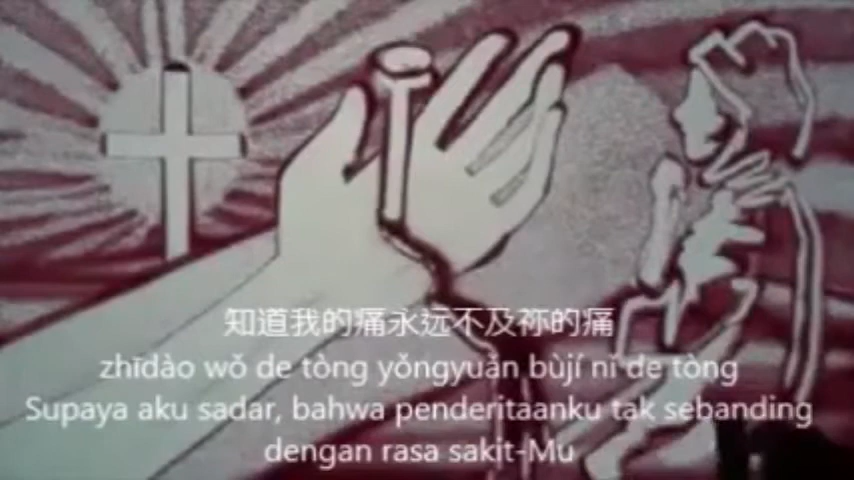 知道我的痛永远不及祢的痛
zhīdào wǒ de tòng yǒngyuǎn bùjí nǐ de tòng
Supaya aku sadar, bahwa penderitaanku tak sebanding
dengan rasa sakit-Mu